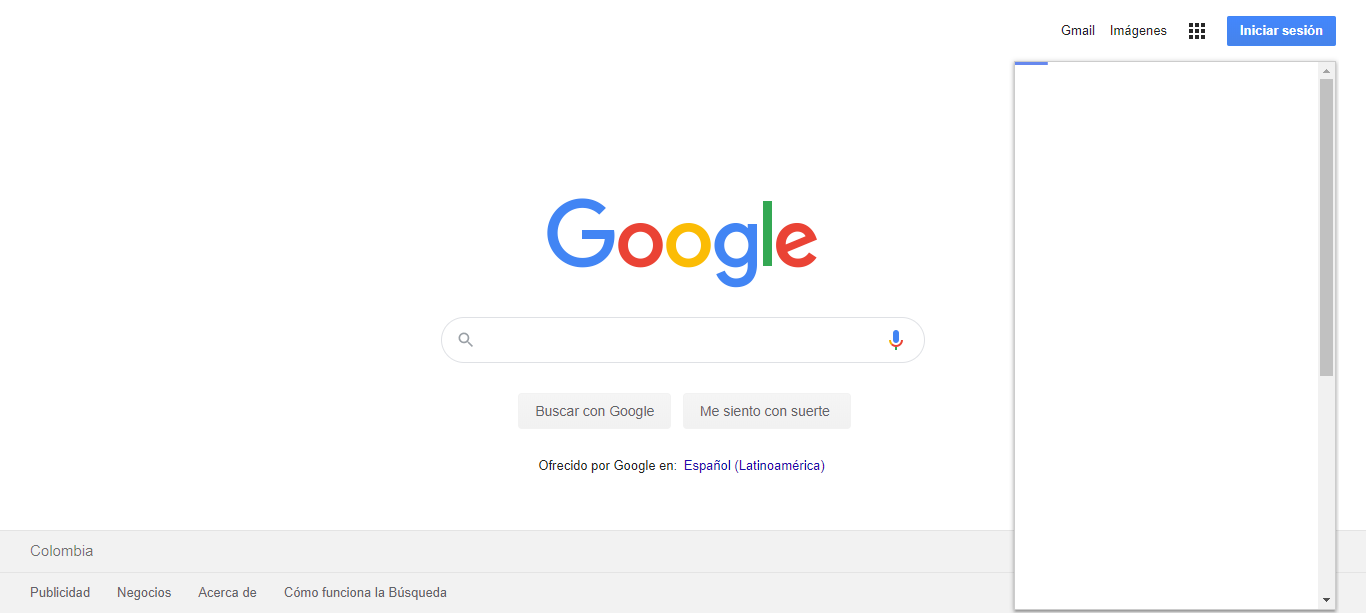 Gmail Imágenes Iniciar sesión
Google
Buscar con Google Me siento con suerte
Ofrecido por Google en: Español (Latinoamérica)
Colombia
Publicidad Negocios Acerca de Cómo funciona la Búsqueda